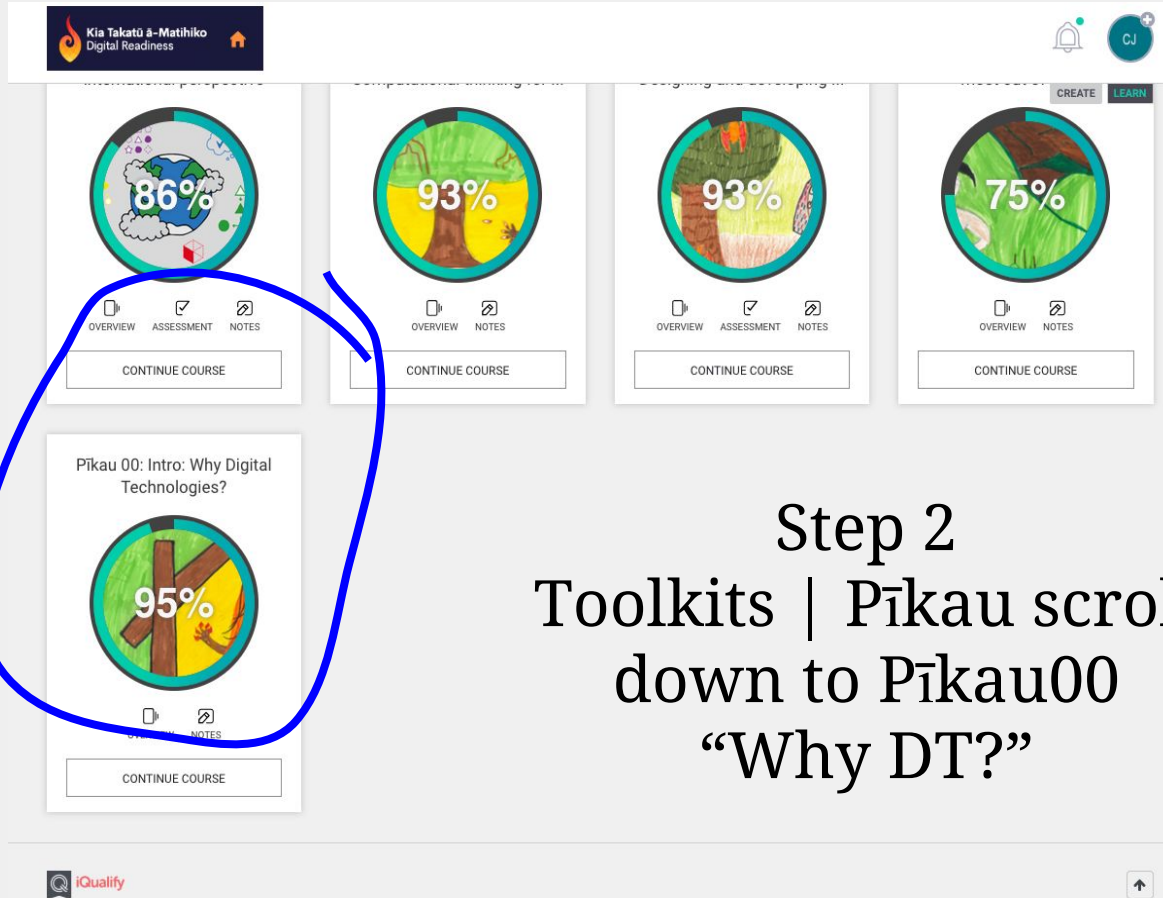 Kia Takatū ā-Matihiko
Digital Readiness
CJ
CREATE LEARN
86%
93%
93%
75%
OVERVIEW ASSESSMENT NOTES
OVERVIEW NOTES
OVERVIEW ASSESSMENT NOTES
OVERVIEW NOTES
CONTINUE COURSE
CONTINUE COURSE
CONTINUE COURSE
CONTINUE COURSE
Pīkau 00: Intro: Why Digital
Technologies?
95%
OVERVIEW NOTES
CONTINUE COURSE
Step 2
Toolkits | Pīkau scrol
down to Pīkau00
“Why DT?”
iQualify